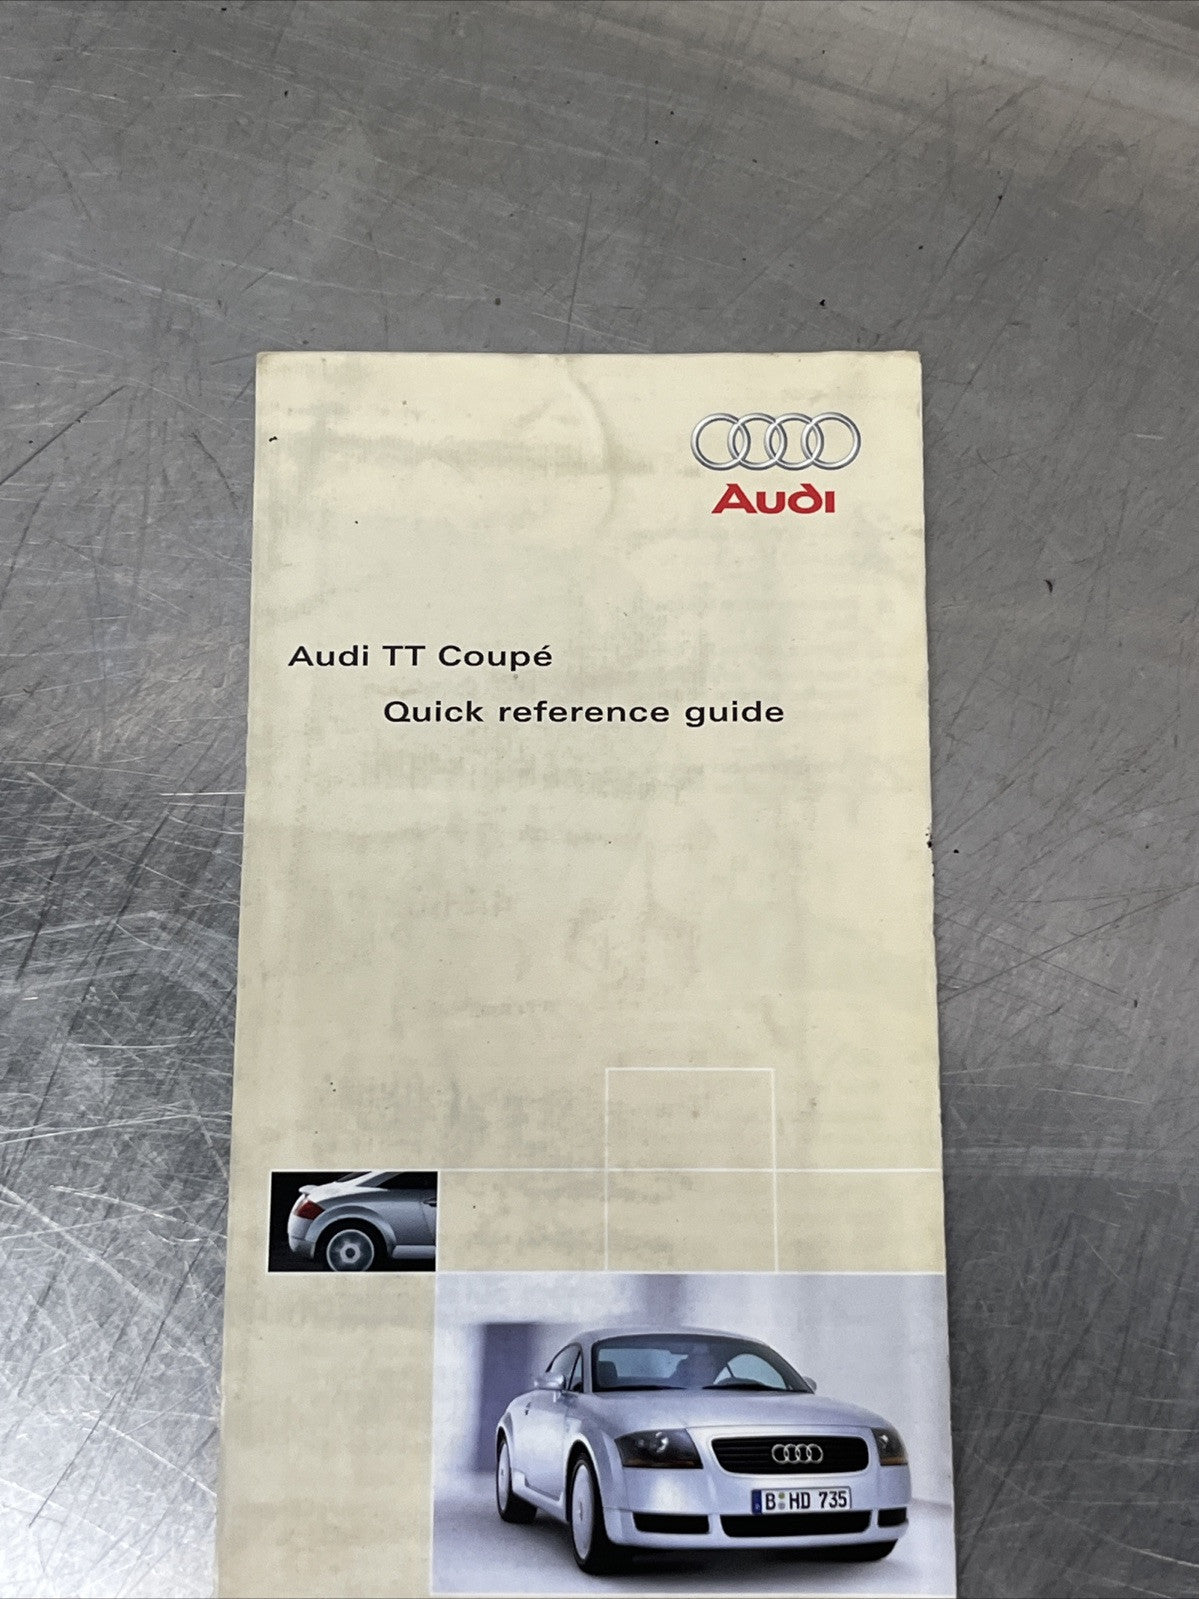 Audi
Audi TT Coupé
Quick reference guide
B HD 735